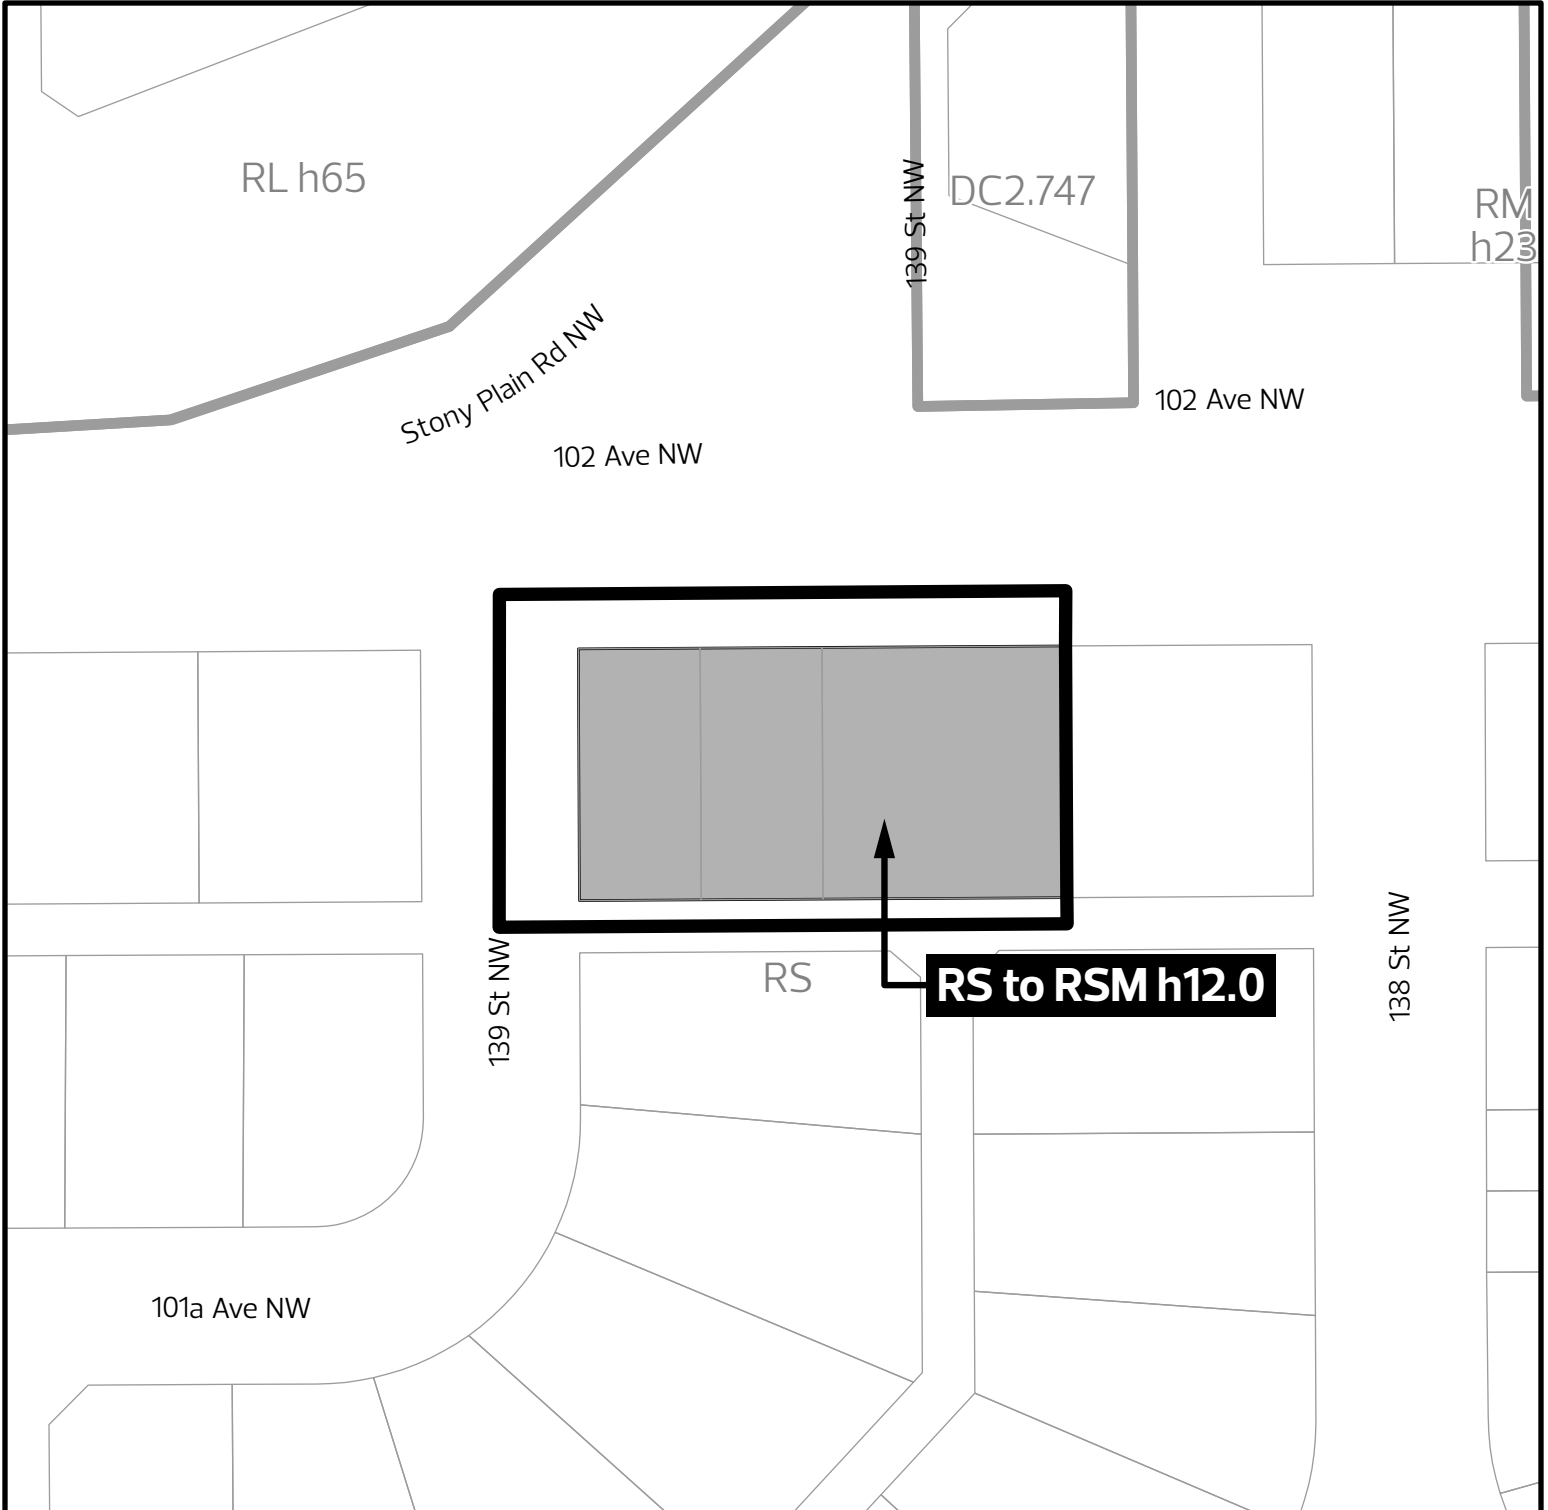 RL h65
139 St NW
DC2.747
RM
h23
Stony Plain Rd NW
102 Ave NW
102 Ave NW
139 St NW
RS
RS to RSM h12.0
138 St NW
101a Ave NW